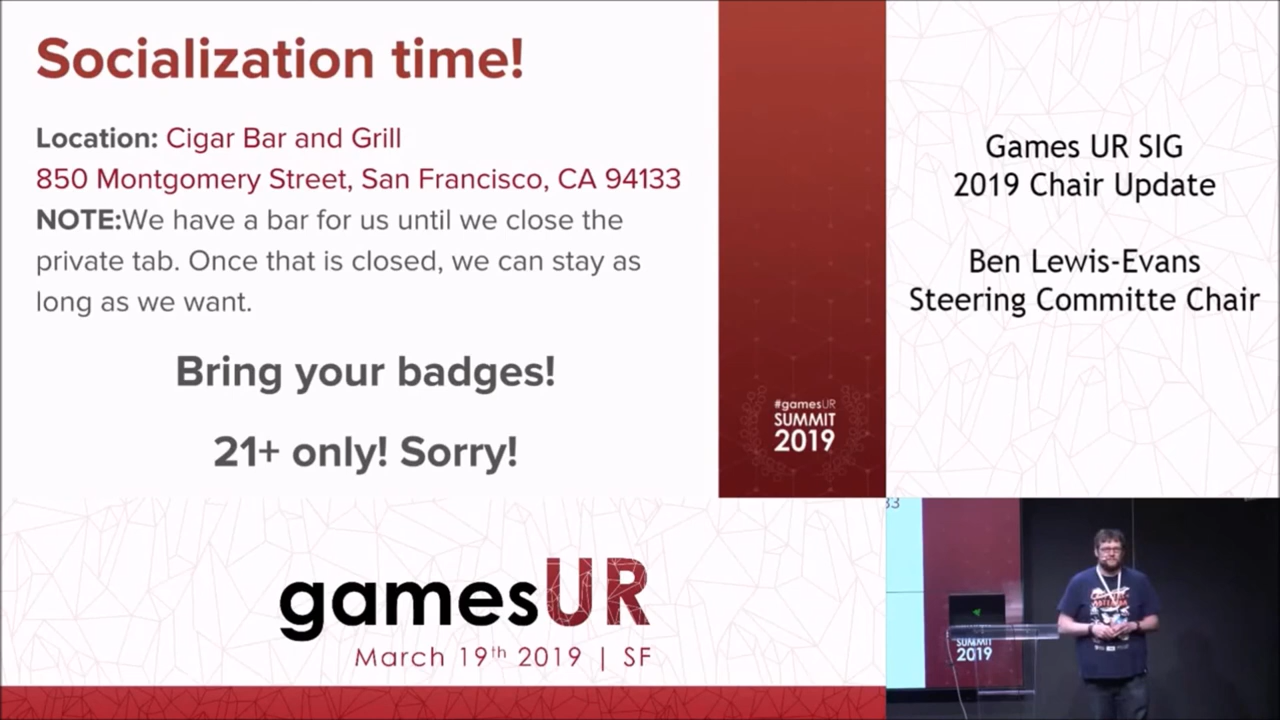 Socialization time!
Location: Cigar Bar and Grill
850 Montgomery Street, San Francisco, CA 94133
NOTE:We have a bar for us until we close the
private tab. Once that is closed, we can stay as
long as we want.
Bring your badges!
21+ only! Sorry!
#gamesUR
SUMMIT
2019
Games UR SIG
2019 Chair Update
Ben Lewis-Evans
Steering Committe Chair
gamesUR
March 19th 2019 | SF
33
SUMMIT
2019